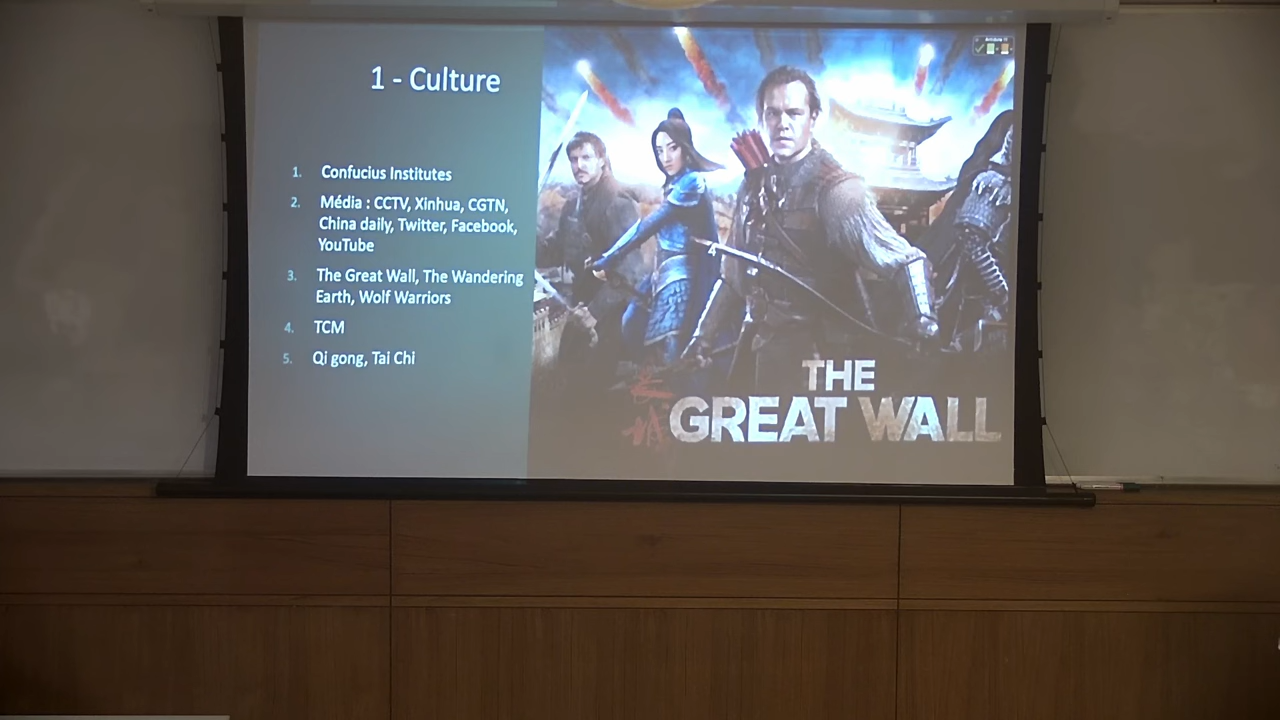 1 - Culture
1. Confucius Institutes
2. Média : CCTV, Xinhua, CGTN,
China daily, Twitter, Facebook,
YouTube
3. The Great Wall, The Wandering
Earth, Wolf Warriors
4. TCM
5. Qi gong, Tai Chi
THE
GREAT WALL